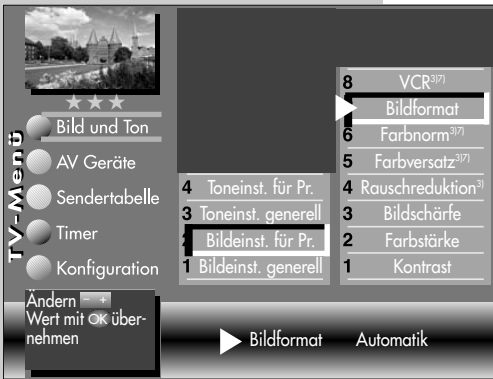 TV-Menü
Bild und Ton
AV Geräte
Sendertabelle
Timer
Konfiguration
4 Toneinst. für Pr.
3 Toneinst. generell
2 Bildeinst. für Pr.
1 Bildeinst. generell
8 VCR3)7)
Bildformat
6 Farbnorm3)7)
5 Farbversatz3)7)
4 Rauschreduktion3)
3 Bildschärfe
2 Farbstärke
1 Kontrast
Ändern - +
Wert mit OK über-
nehmen
Bildformat Automatik